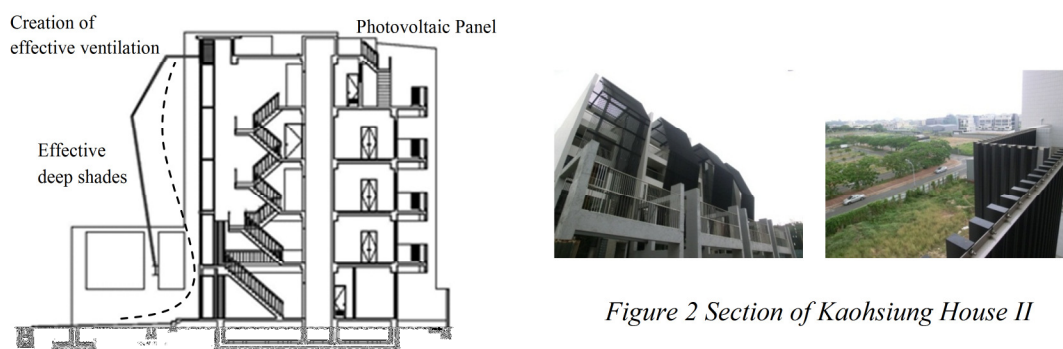 Creation of
effective ventilation
Photovoltaic Panel
Effective
deep shades
Figure 2 Section of Kaohsiung House II